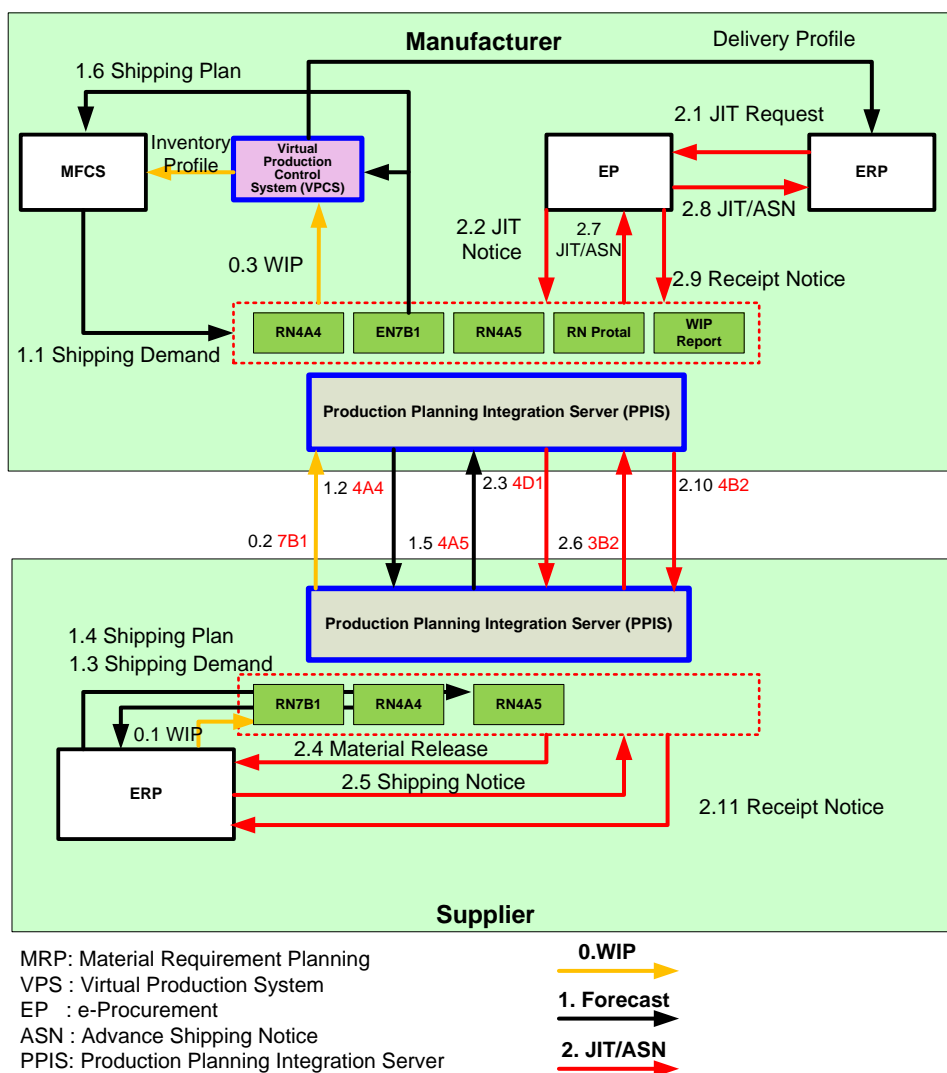 Manufacturer
Delivery Profile
1.6 Shipping Plan
2.1 JIT Request
Inventory
Profile
MFCS
Virtual
Production
Control
System (VPCS)
EP
ERP
2.8 JIT/ASN
2.2 JIT
Notice
2.7
JIT/ASN
0.3 WIP
2.9 Receipt Notice
RN4A4
EN7B1
RN4A5
RN Protal
WIP
Report
1.1 Shipping Demand
Production Planning Integration Server (PPIS)
1.2 4A4
2.3 4D1
2.10 4B2
0.2 7B1
1.5 4A5
2.6 3B2
Production Planning Integration Server (PPIS)
1.4 Shipping Plan
1.3 Shipping Demand
RN7B1
RN4A4
RN4A5
0.1 WIP
2.4 Material Release
ERP
2.5 Shipping Notice
2.11 Receipt Notice
Supplier
MRP: Material Requirement Planning
VPS : Virtual Production System
EP : e-Procurement
ASN : Advance Shipping Notice
PPIS: Production Planning Integration Server
0.WIP
1. Forecast
2. JIT/ASN